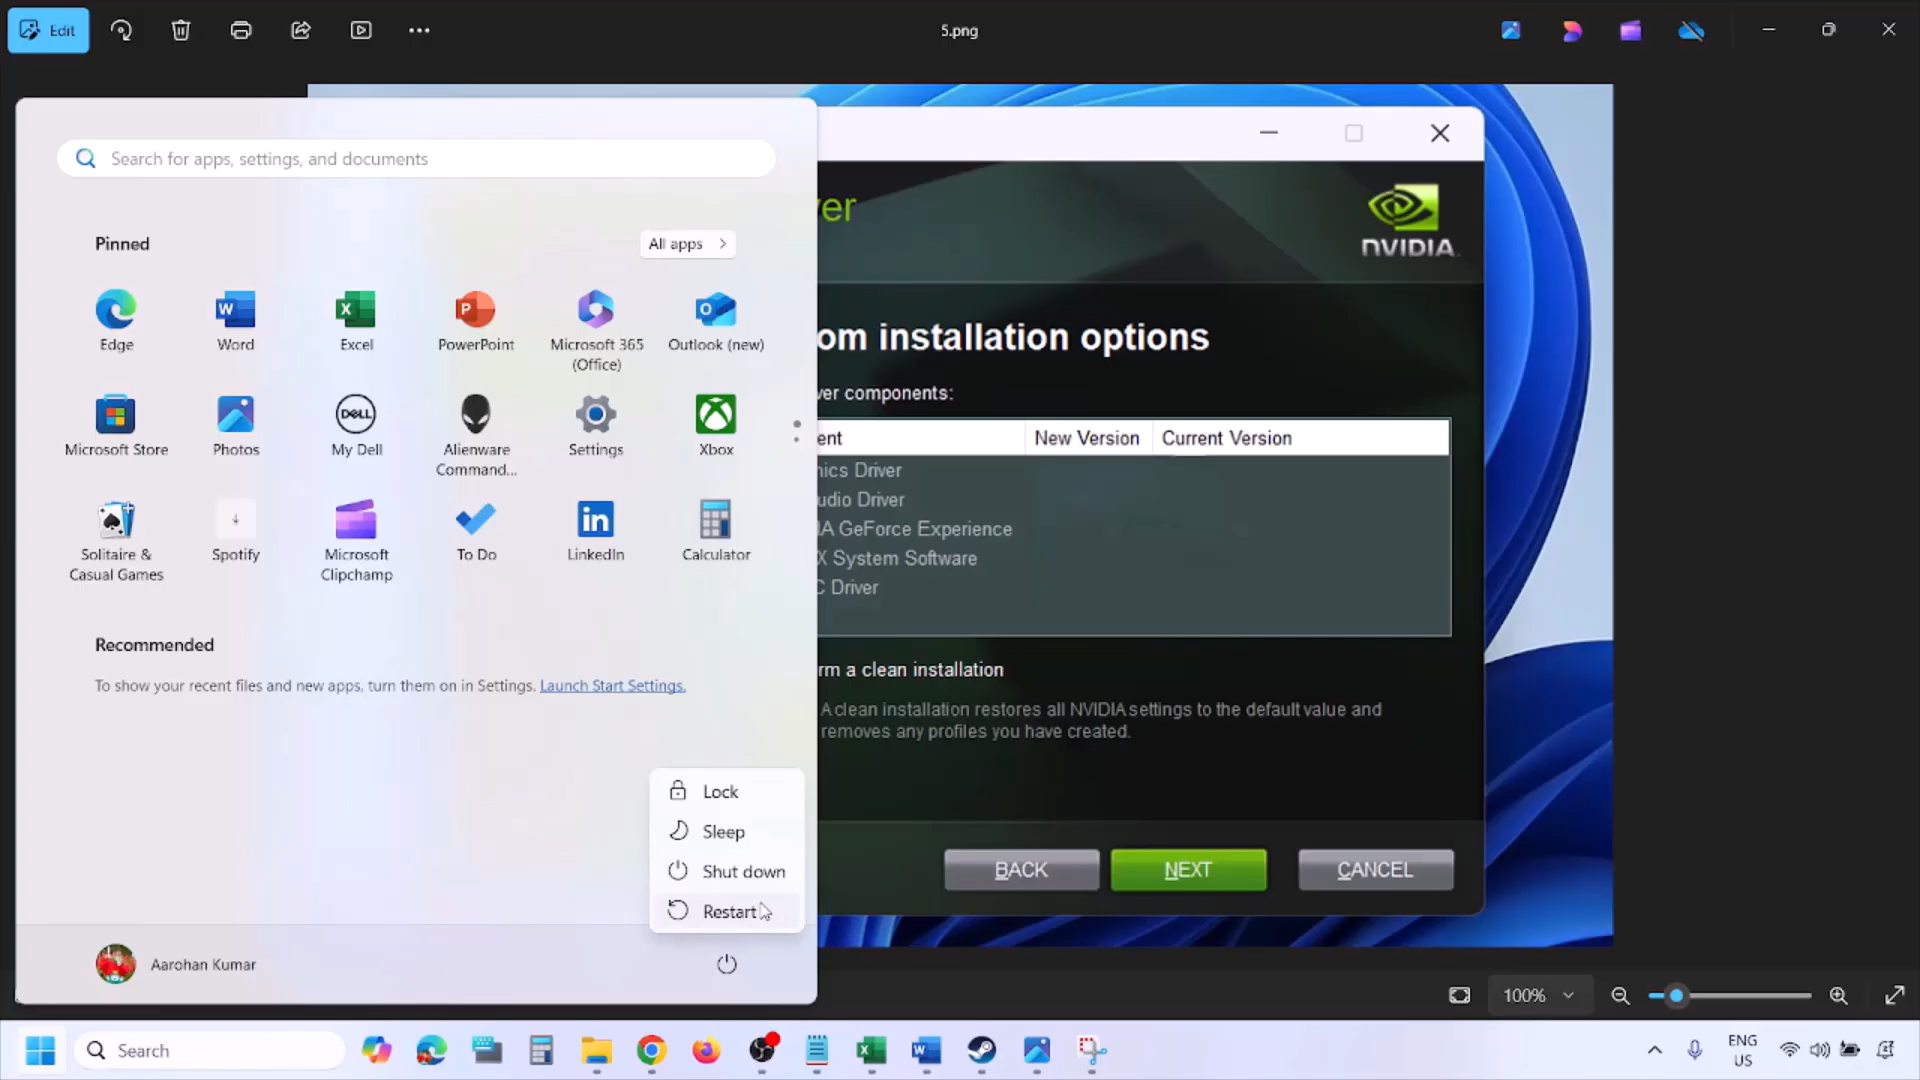 Edit
5.png
Search for apps, settings, and documents
Pinned
All apps
Edge
Word
Excel
PowerPoint
Microsoft 365
(Office)
Outlook (new)
Microsoft Store
Photos
DELL
My Dell
Alienware
Command...
Settings
Xbox
Solitaire &
Casual Games
Spotify
Microsoft
Clipchamp
To Do
LinkedIn
Calculator
Recommended
To show your recent files and new apps, turn them on in Settings. Launch Start Settings.
Lock
Sleep
Shut down
Restart
Aarohan Kumar
ver
NVIDIA
om installation options
ver components:
ent New Version Current Version
nics Driver
udio Driver
IA GeForce Experience
X System Software
C Driver
rm a clean installation
A clean installation restores all NVIDIA settings to the default value and
removes any profiles you have created.
BACK NEXT CANCEL
100%
Search
ENG
US